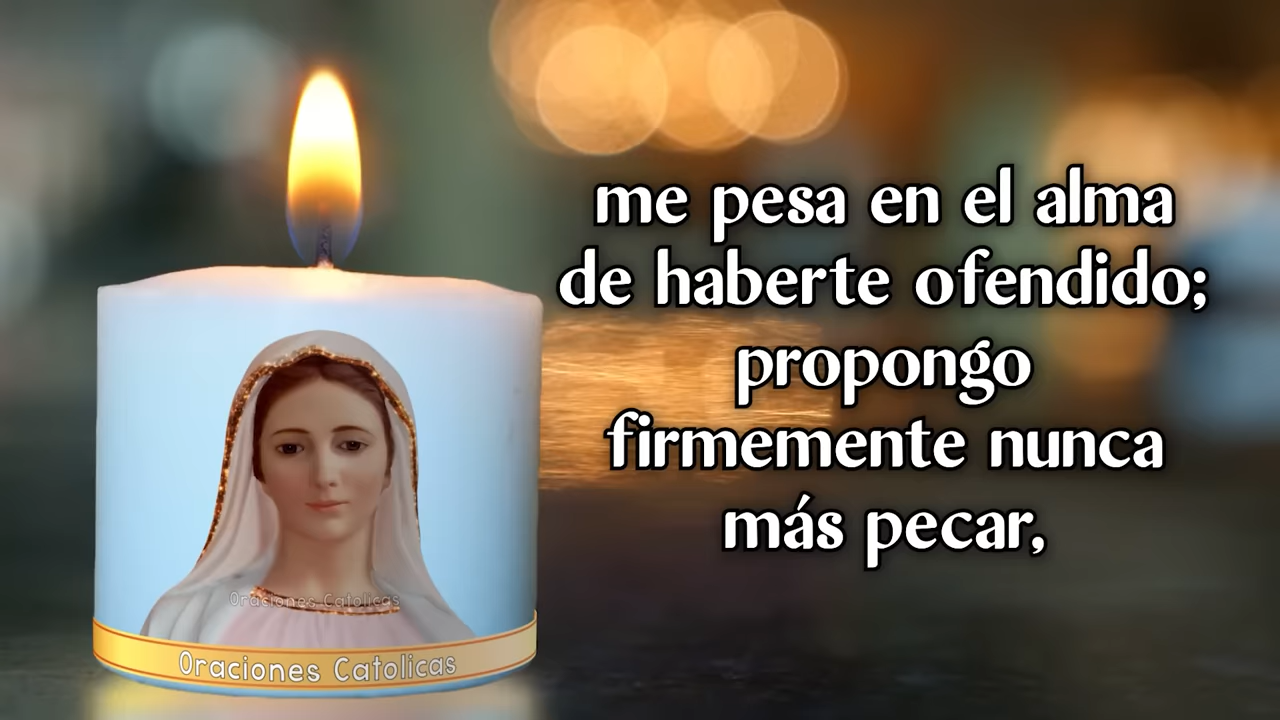 me pesa en el alma
de haberte ofendido;
propongo
firmemente nunca
más pecar,
Oraciones Catolicas
Oraciones Catolicas